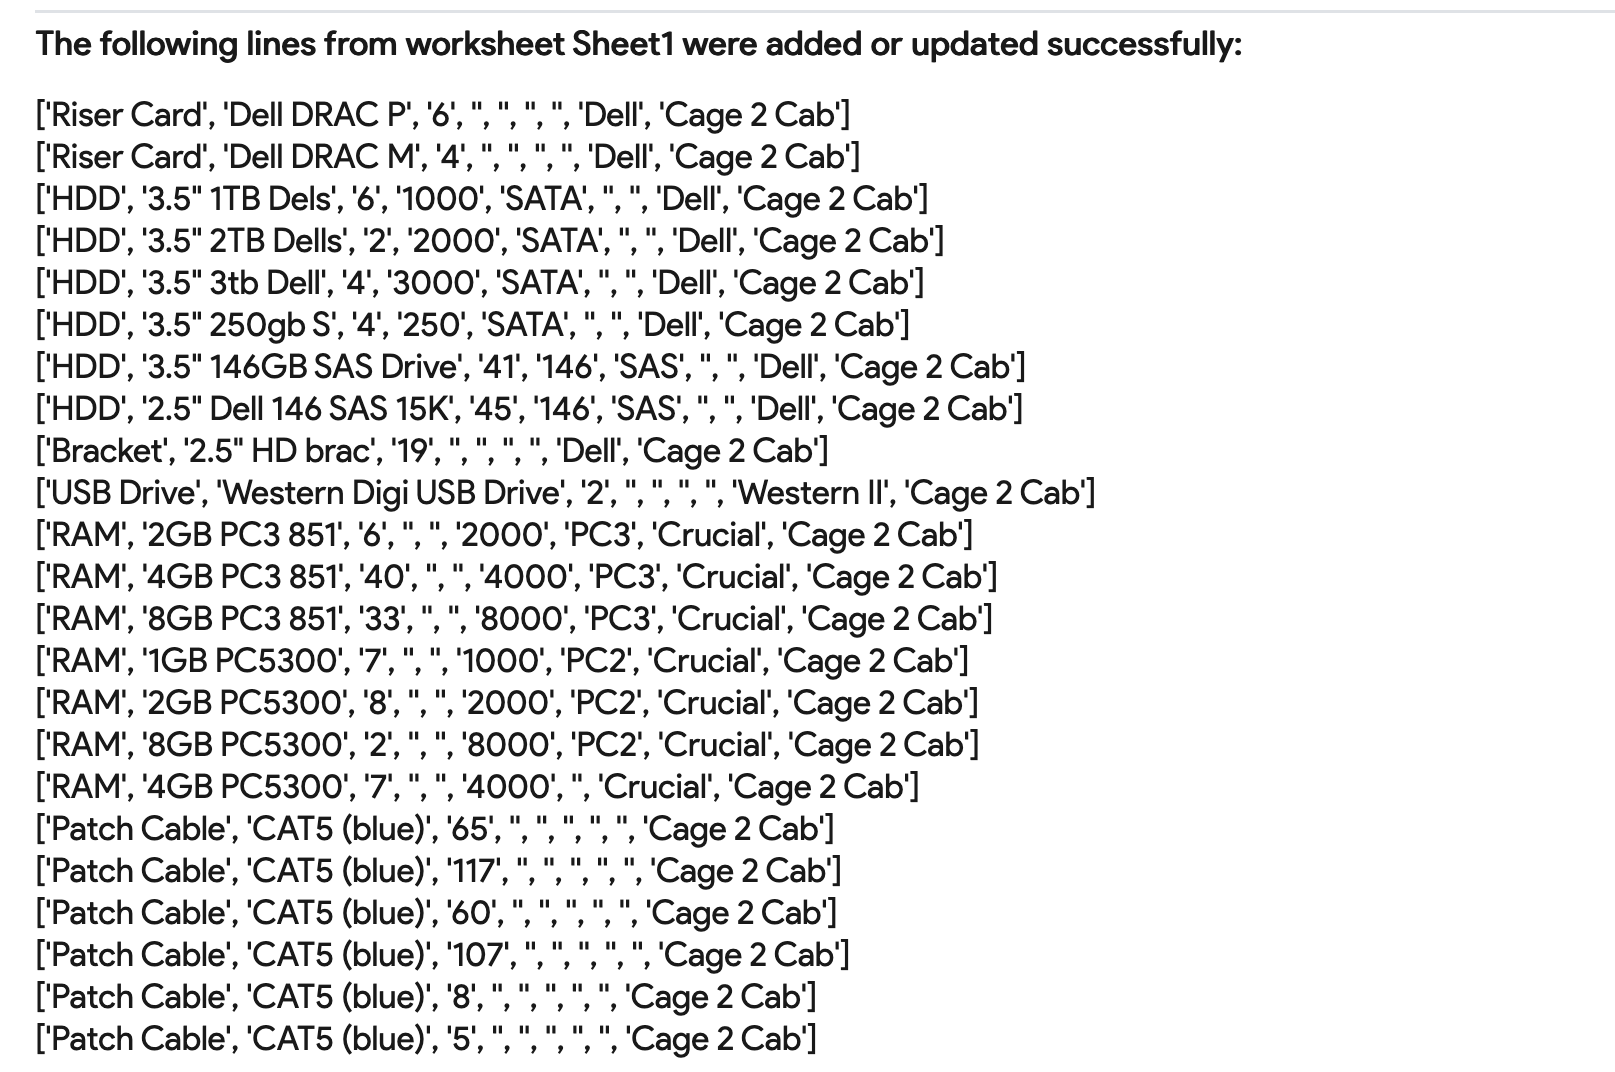 The following lines from worksheet Sheet1 were added or updated successfully:
['Riser Card', 'Dell DRAC P', '6', '', '', '', '', 'Dell', 'Cage 2 Cab']
['Riser Card', 'Dell DRAC M', '4', '', '', '', '', 'Dell', 'Cage 2 Cab']
['HDD', '3.5" 1TB Dels', '6', '1000', 'SATA', '', '', 'Dell', 'Cage 2 Cab']
['HDD', '3.5" 2TB Dells', '2', '2000', 'SATA', '', '', 'Dell', 'Cage 2 Cab']
['HDD', '3.5" 3tb Dell', '4', '3000', 'SATA', '', '', 'Dell', 'Cage 2 Cab']
['HDD', '3.5" 250gb S', '4', '250', 'SATA', '', '', 'Dell', 'Cage 2 Cab']
['HDD', '3.5" 146GB SAS Drive', '41', '146', 'SAS', '', '', 'Dell', 'Cage 2 Cab']
['HDD', '2.5" Dell 146 SAS 15K', '45', '146', 'SAS', '', '', 'Dell', 'Cage 2 Cab']
['Bracket', '2.5" HD brac', '19', '', '', '', '', 'Dell', 'Cage 2 Cab']
['USB Drive', 'Western Digi USB Drive', '2', '', '', '', '', 'Western II', 'Cage 2 Cab']
['RAM', '2GB PC3 851', '6', '', '', '2000', 'PC3', 'Crucial', 'Cage 2 Cab']
['RAM', '4GB PC3 851', '40', '', '', '4000', 'PC3', 'Crucial', 'Cage 2 Cab']
['RAM', '8GB PC3 851', '33', '', '', '8000', 'PC3', 'Crucial', 'Cage 2 Cab']
['RAM', '1GB PC5300', '7', '', '', '1000', 'PC2', 'Crucial', 'Cage 2 Cab']
['RAM', '2GB PC5300', '8', '', '', '2000', 'PC2', 'Crucial', 'Cage 2 Cab']
['RAM', '8GB PC5300', '2', '', '', '8000', 'PC2', 'Crucial', 'Cage 2 Cab']
['RAM', '4GB PC5300', '7', '', '', '4000', '', 'Crucial', 'Cage 2 Cab']
['Patch Cable', 'CAT5 (blue)', '65', '', '', '', '', '', 'Cage 2 Cab']
['Patch Cable', 'CAT5 (blue)', '117', '', '', '', '', '', 'Cage 2 Cab']
['Patch Cable', 'CAT5 (blue)', '60', '', '', '', '', '', 'Cage 2 Cab']
['Patch Cable', 'CAT5 (blue)', '107', '', '', '', '', '', 'Cage 2 Cab']
['Patch Cable', 'CAT5 (blue)', '8', '', '', '', '', '', 'Cage 2 Cab']
['Patch Cable', 'CAT5 (blue)', '5', '', '', '', '', '', 'Cage 2 Cab']